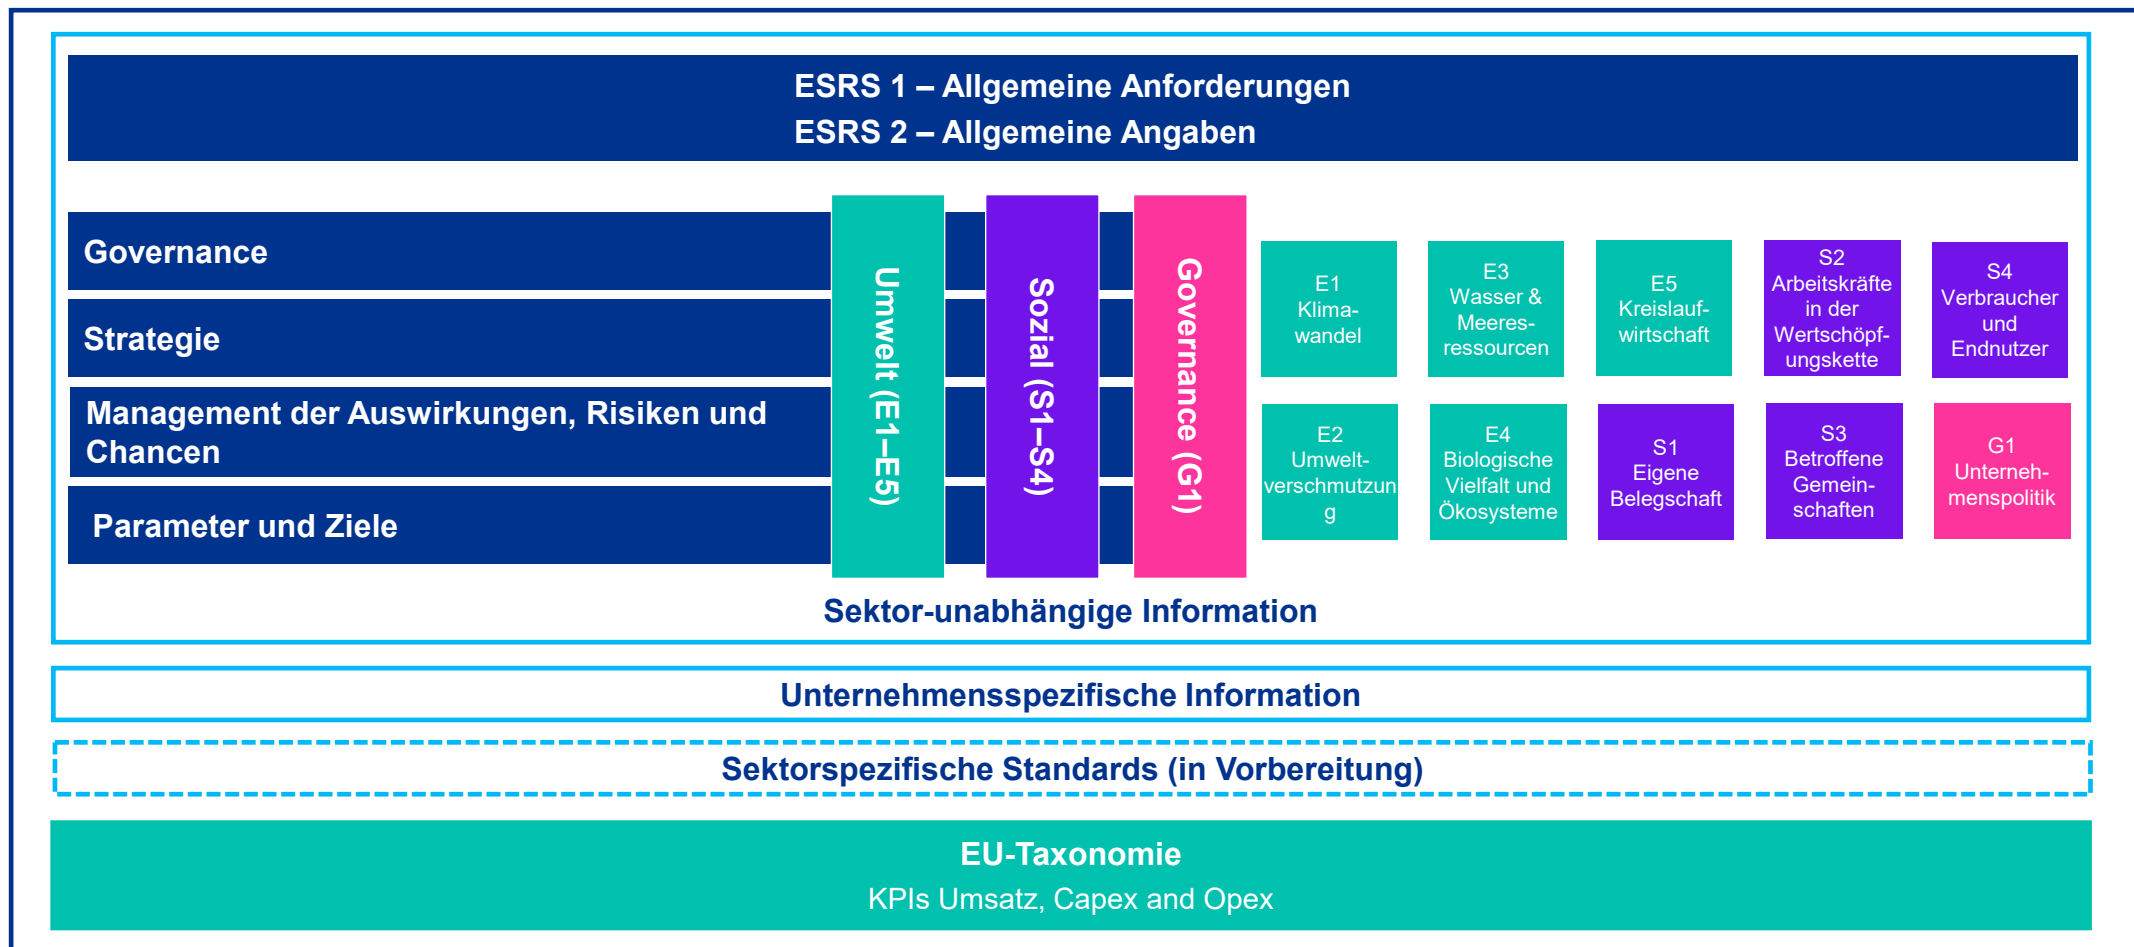 ESRS 1 – Allgemeine Anforderungen
ESRS 2 – Allgemeine Angaben
Governance
Strategie
Management der Auswirkungen, Risiken und
Chancen
Parameter und Ziele
Umwelt (E1–E5)
Sozial (S1–S4)
Governance (G1)
E1
Klima-
wandel
E3
Wasser &
Meeres-
ressourcen
E5
Kreislauf-
wirtschaft
S2
Arbeitskräfte
in der
Wertschöpf-
ungskette
S4
Verbraucher
und
Endnutzer
E2
Umwelt-
verschmutzun
g
E4
Biologische
Vielfalt und
Ökosysteme
S1
Eigene
Belegschaft
S3
Betroffene
Gemein-
schaften
G1
Unterneh-
menspolitik
Sektor-unabhängige Information
Unternehmensspezifische Information
Sektorspezifische Standards (in Vorbereitung)
EU-Taxonomie
KPIs Umsatz, Capex and Opex